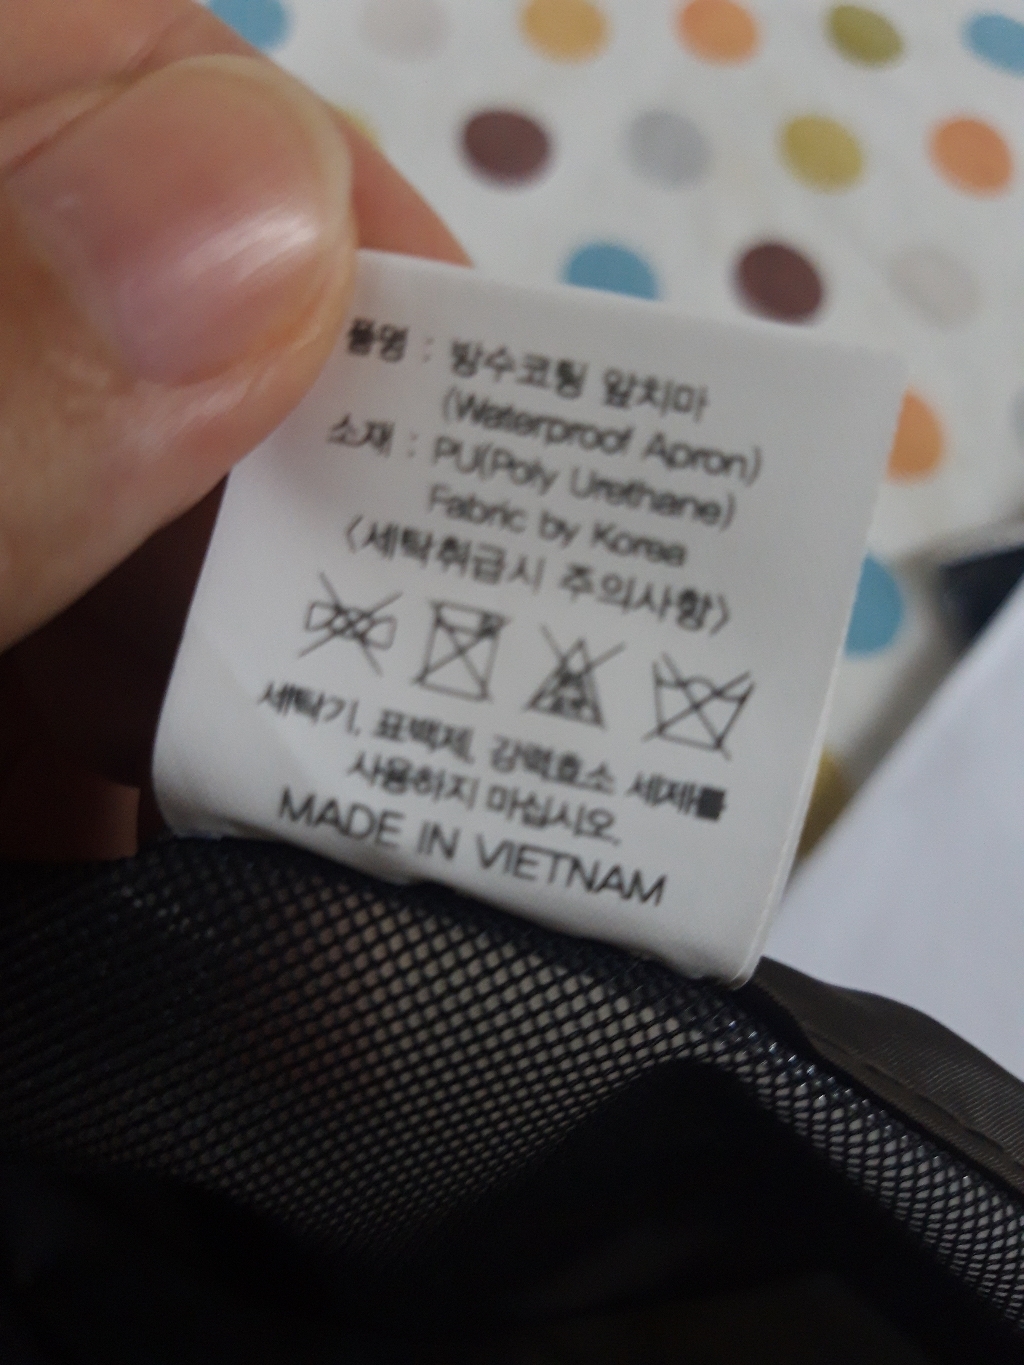 품명 : 방수코팅 앞치마
(Waterproof Apron)
소재 : PU(Poly Urethane)
Fabric by Korea
<세탁취급시 주의사항>
세탁기, 표백제, 강력효소 세제를
사용하지 마십시오.
MADE IN VIETNAM